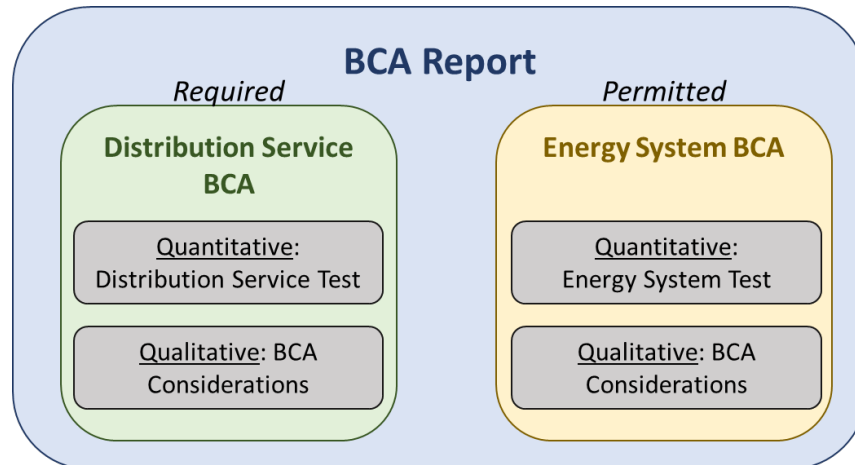 BCA Report
Required
Distribution Service
BCA
Quantitative:
Distribution Service Test
Qualitative: BCA
Considerations
Permitted
Energy System BCA
Quantitative:
Energy System Test
Qualitative: BCA
Considerations